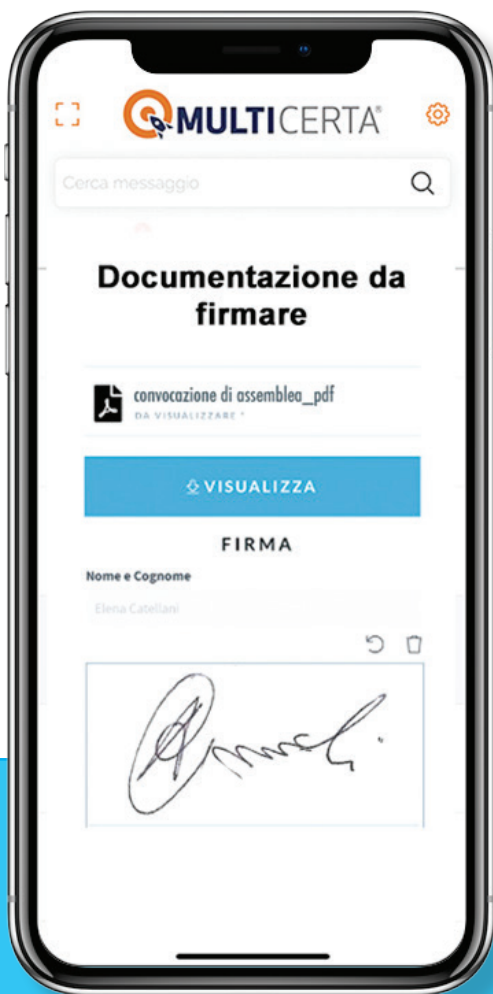 MULTICERTA®
Cerca messaggio
Documentazione da
firmare
convocazione di assemblea_pdf
DA VISUALIZZARE *
VISUALIZZA
FIRMA
Nome e Cognome
Elena Catellani